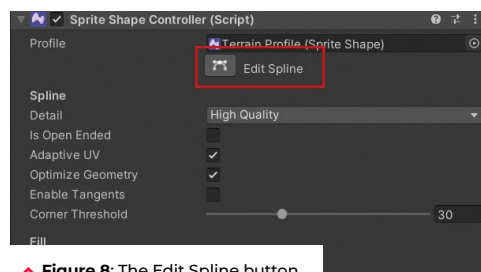 Sprite Shape Controller (Script)
Profile
Terrain Profile (Sprite Shape)
Edit Spline
Spline
Detail
High Quality
Is Open Ended
Adaptive UV
Optimize Geometry
Enable Tangents
Corner Threshold
30
Fill
Figure 8: The Edit Spline button